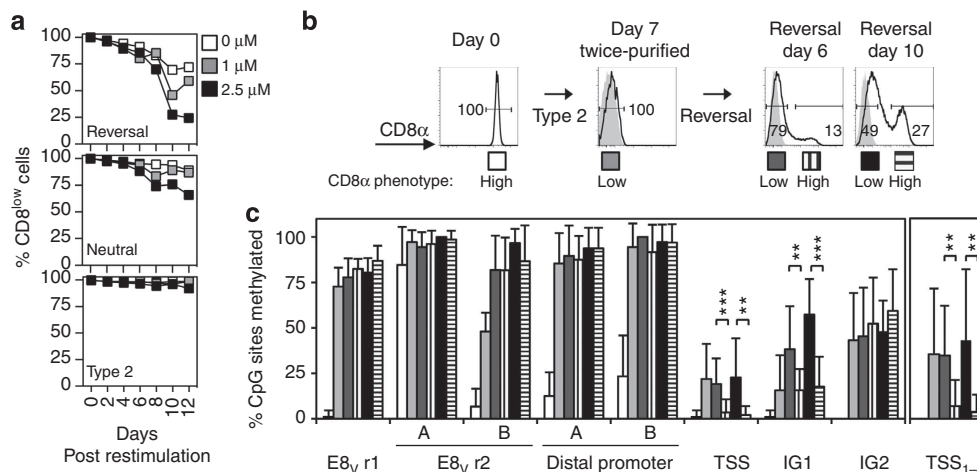 a
% CD8low cells
100
75
50
25
0
Reversal
100
75
50
25
0
Neutral
100
75
50
25
0
Type 2
0 2 4 6 8 10 12
Days
Post restimulation
0 μM
1 μM
2.5 μM
b
Day 0
Day 7
twice-purified
Reversal
day 6
Reversal
day 10
100
Type 2
100
Reversal
79
13
49
27
CD8α
CD8α phenotype:
High
Low
Low
High
Low
High
c
% CpG sites methylated
100
75
50
25
0
***
**
**
***
**
**
A
B
A
B
E8V r1
E8V r2
Distal promoter
TSS
IG1
IG2
TSS1–